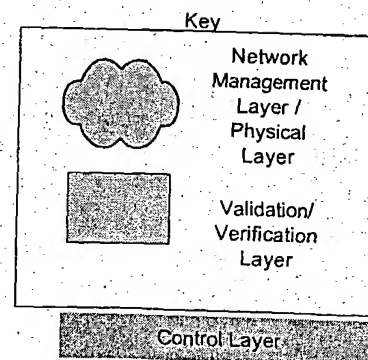 Key
Network
Management
Layer /
Physical
Layer
Validation/
Verification
Layer
Control Layer